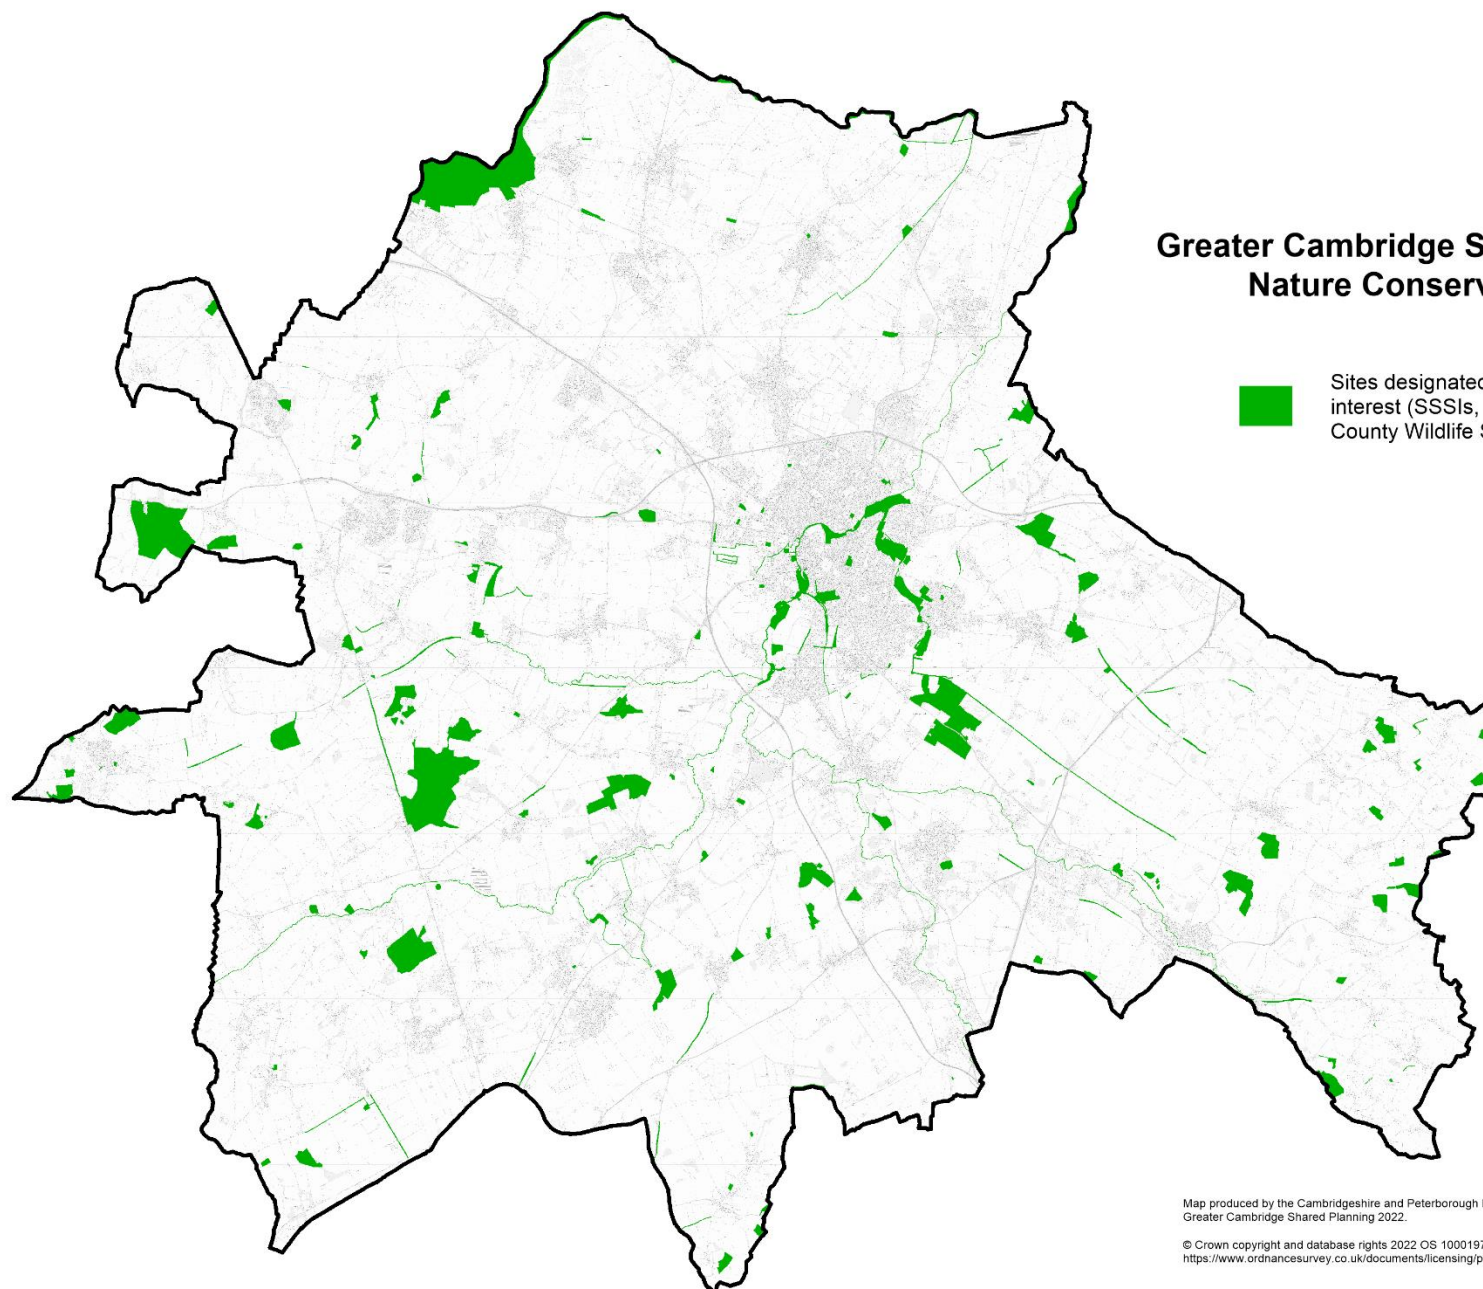 Greater Cambridge S
Nature Conserv
Sites designated
interest (SSSIs,
County Wildlife S
Map produced by the Cambridgeshire and Peterborough
Greater Cambridge Shared Planning 2022.
© Crown copyright and database rights 2022 OS 1000197
https://www.ordnancesurvey.co.uk/documents/licensing/p